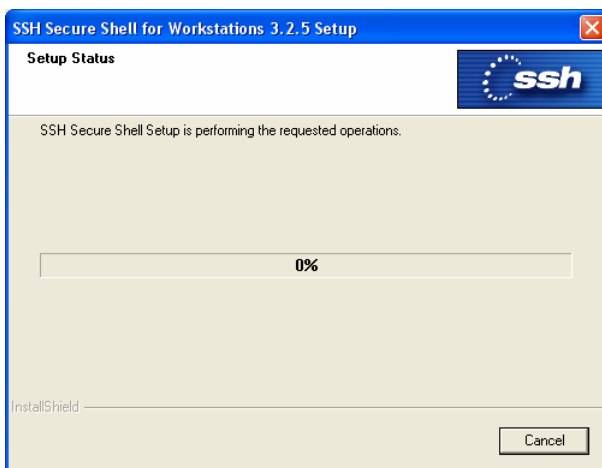 SSH Secure Shell for Workstations 3.2.5 Setup
Setup Status
ssh
SSH Secure Shell Setup is performing the requested operations.
0%
InstallShield
Cancel